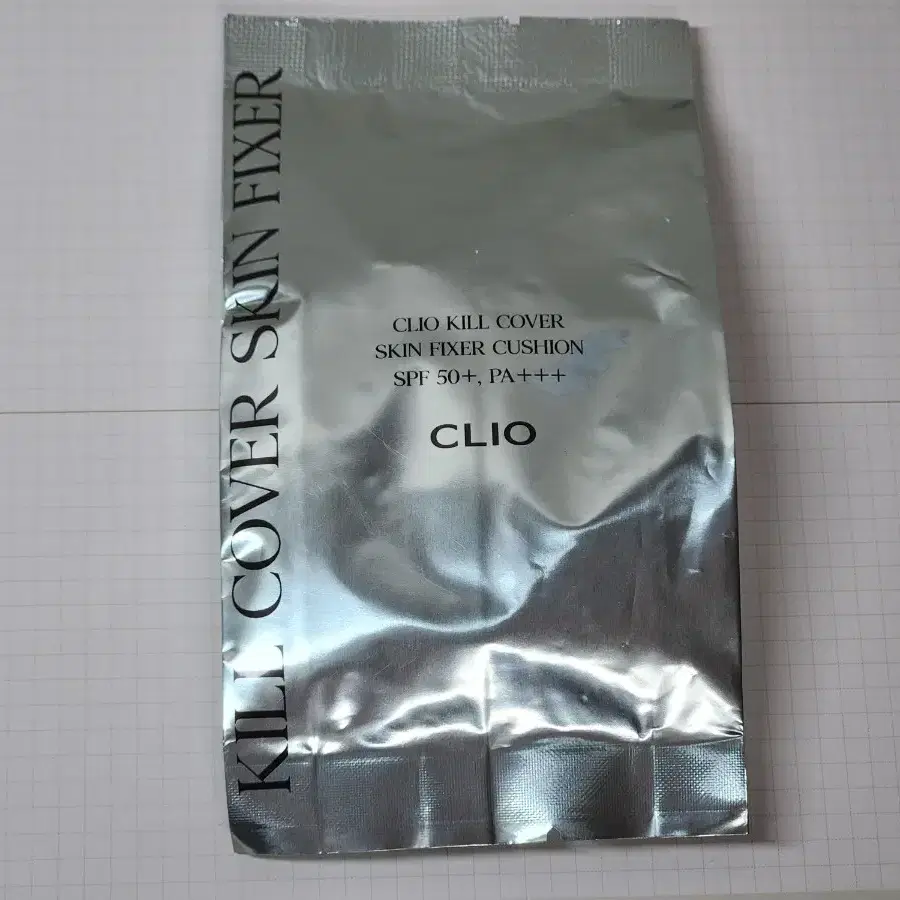 KILL COVER SKIN FIXER
CLIO KILL COVER
SKIN FIXER CUSHION
SPF 50+, PA+++
CLIO